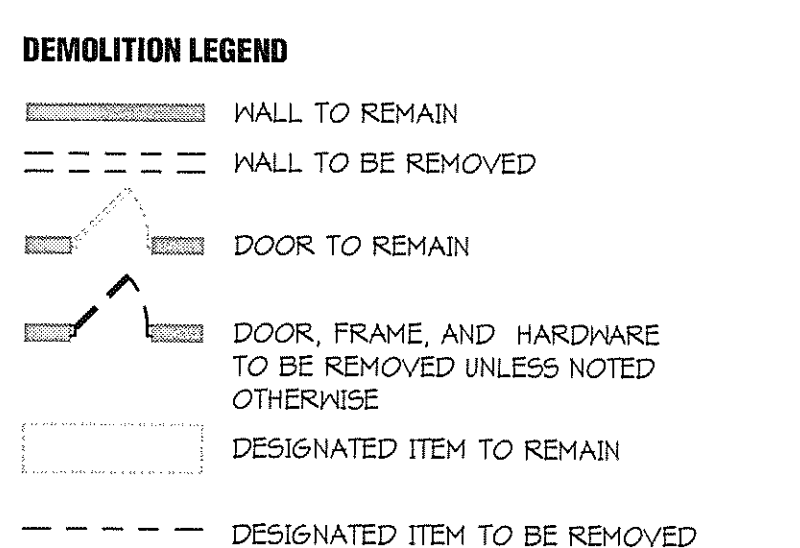 DEMOLITION LEGEND
WALL TO REMAIN
WALL TO BE REMOVED
DOOR TO REMAIN
DOOR, FRAME, AND HARDWARE
TO BE REMOVED UNLESS NOTED
OTHERWISE
DESIGNATED ITEM TO REMAIN
DESIGNATED ITEM TO BE REMOVED